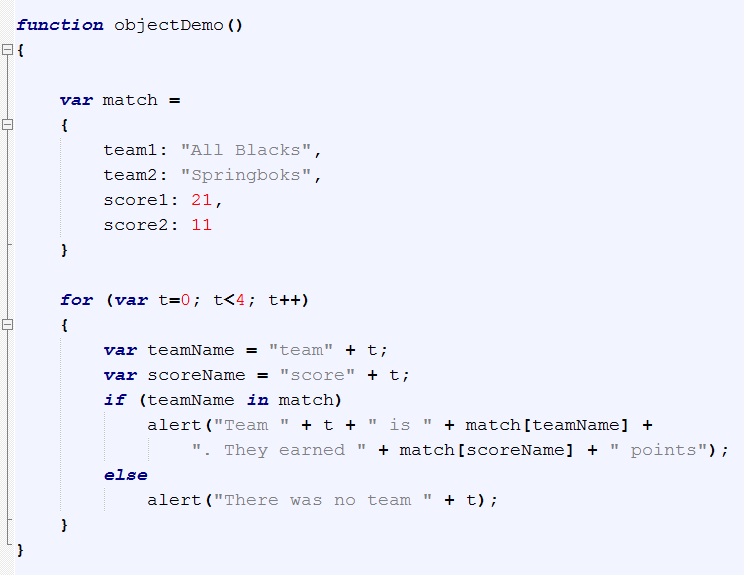 function objectDemo()
{
var match =
{
team1: "All Blacks",
team2: "Springboks",
score1: 21,
score2: 11
}
for (var t=0; t<4; t++)
{
var teamName = "team" + t;
var scoreName = "score" + t;
if (teamName in match)
alert("Team " + t + " is " + match[teamName] +
". They earned " + match[scoreName] + " points");
else
alert("There was no team " + t);
}
}